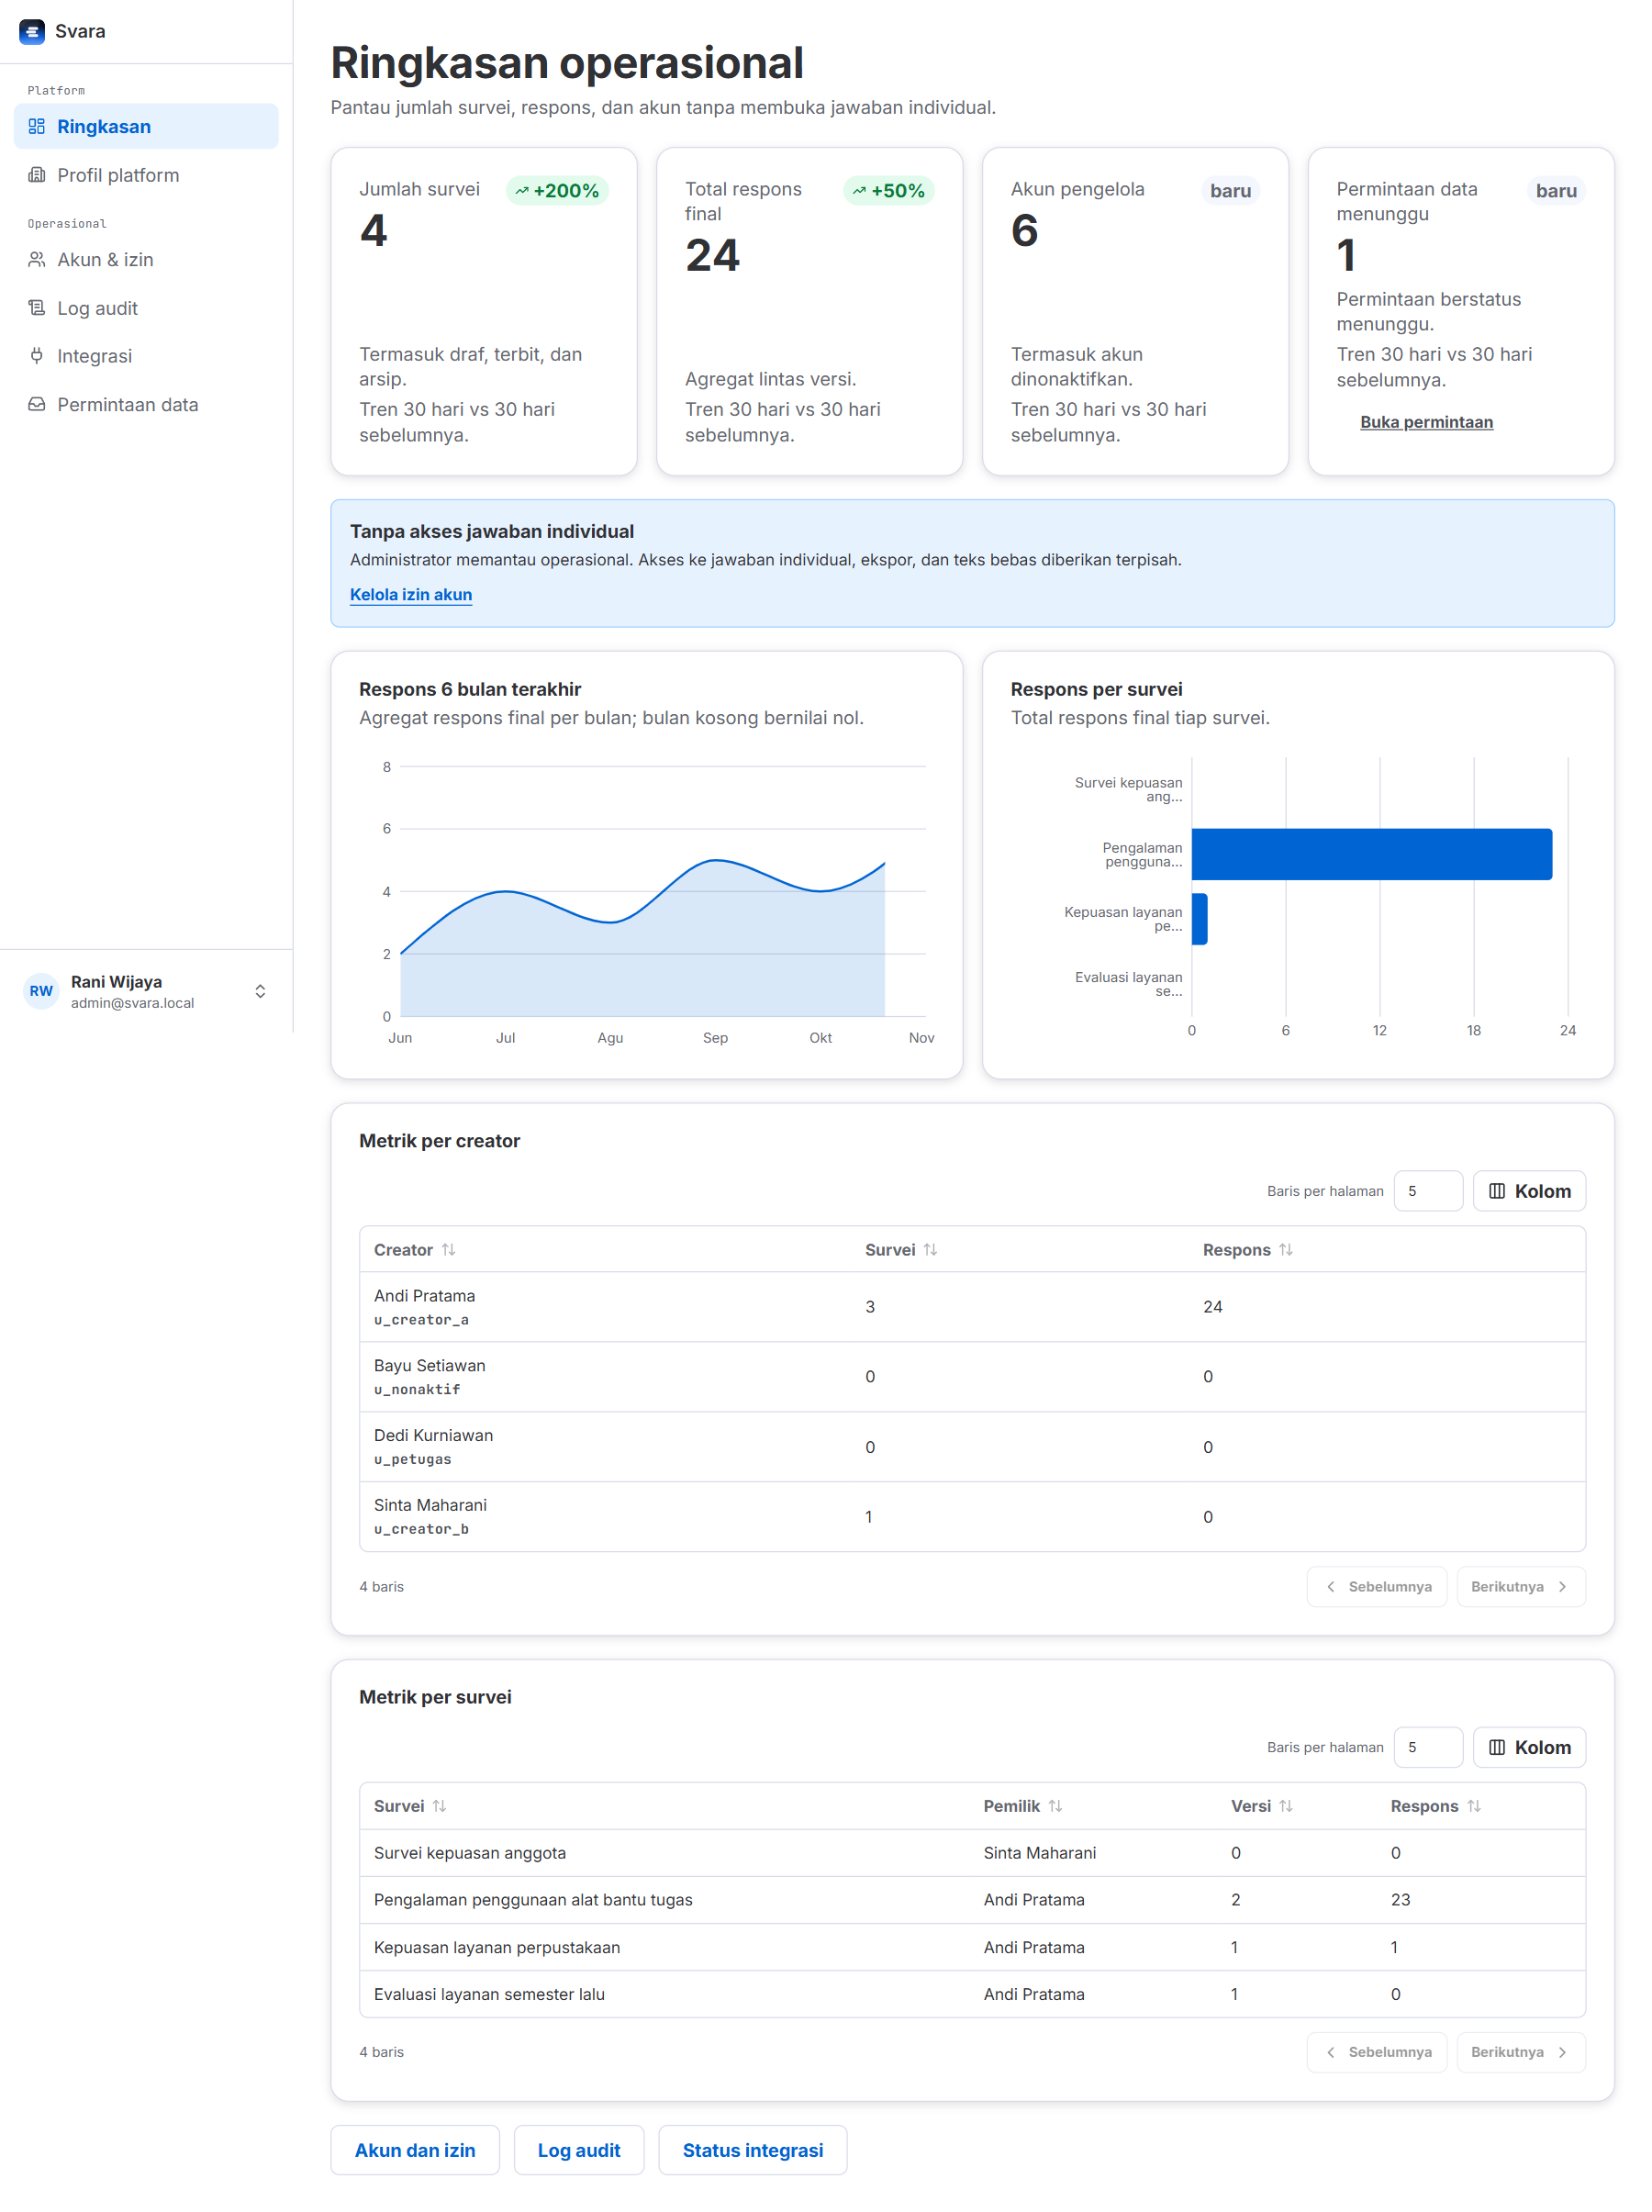 Svara
Platform
Ringkasan
Profil platform
Operasional
Akun & izin
Log audit
Integrasi
Permintaan data
RW
Rani Wijaya
admin@svara.local
Ringkasan operasional
Pantau jumlah survei, respons, dan akun tanpa membuka jawaban individual.
Jumlah survei
+200%
4
Termasuk draf, terbit, dan
arsip.
Tren 30 hari vs 30 hari
sebelumnya.
Total respons
final
+50%
24
Agregat lintas versi.
Tren 30 hari vs 30 hari
sebelumnya.
Akun pengelola
baru
6
Termasuk akun
dinonaktifkan.
Tren 30 hari vs 30 hari
sebelumnya.
Permintaan data
menunggu
baru
1
Permintaan berstatus
menunggu.
Tren 30 hari vs 30 hari
sebelumnya.
Buka permintaan
Tanpa akses jawaban individual
Administrator memantau operasional. Akses ke jawaban individual, ekspor, dan teks bebas diberikan terpisah.
Kelola izin akun
Respons 6 bulan terakhir
Agregat respons final per bulan; bulan kosong bernilai nol.
8
6
4
2
0
Jun Jul Agu Sep Okt Nov
Respons per survei
Total respons final tiap survei.
Survei kepuasan
ang...
Pengalaman
pengguna...
Kepuasan layanan
pe...
Evaluasi layanan
se...
0 6 12 18 24
Metrik per creator
Baris per halaman 5 Kolom
Creator Survei Respons
Andi Pratama
u_creator_a
3 24
Bayu Setiawan
u_nonaktif
0 0
Dedi Kurniawan
u_petugas
0 0
Sinta Maharani
u_creator_b
1 0
4 baris Sebelumnya Berikutnya
Metrik per survei
Baris per halaman 5 Kolom
Survei Pemilik Versi Respons
Survei kepuasan anggota Sinta Maharani 0 0
Pengalaman penggunaan alat bantu tugas Andi Pratama 2 23
Kepuasan layanan perpustakaan Andi Pratama 1 1
Evaluasi layanan semester lalu Andi Pratama 1 0
4 baris Sebelumnya Berikutnya
Akun dan izin Log audit Status integrasi